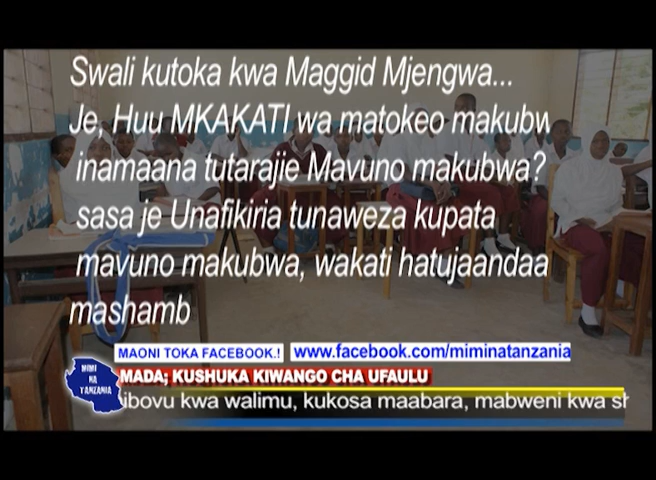 Swali kutoka kwa Maggid Mjengwa...
Je, Huu MKAKATI wa matokeo makubw
inamaana tutarajie Mavuno makubwa?
sasa je Unafikiria tunaweza kupata
mavuno makubwa, wakati hatujaandaa
mashamb
MAONI TOKA FACEBOOK.! www.facebook.com/miminatanzania
MIMI
NA
TANZANIA
MADA; KUSHUKA KIWANGO CHA UFAULU
ibovu kwa walimu, kukosa maabara, mabweni kwa sh